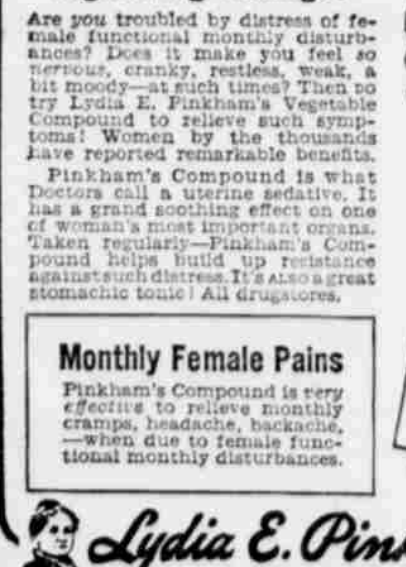 Are you troubled by distress of fe-
male functional monthly disturb-
ances? Does it make you feel so
nervous, cranky, restless, weak, a
bit moody—at such times? Then DO
try Lydia E. Pinkham's Vegetable
Compound to relieve such symp-
toms! Women by the thousands
have reported remarkable benefits.
Pinkham's Compound is what
Doctors call a uterine sedative. It
has a grand soothing effect on one
of woman's most important organs.
Taken regularly—Pinkham's Com-
pound helps build up resistance
against such distress. It's ALSO a great
stomachic tonic! All drugstores.
Monthly Female Pains
Pinkham's Compound is very
effective to relieve monthly
cramps, headache, backache,
—when due to female func-
tional monthly disturbances.
Lydia E. Pin